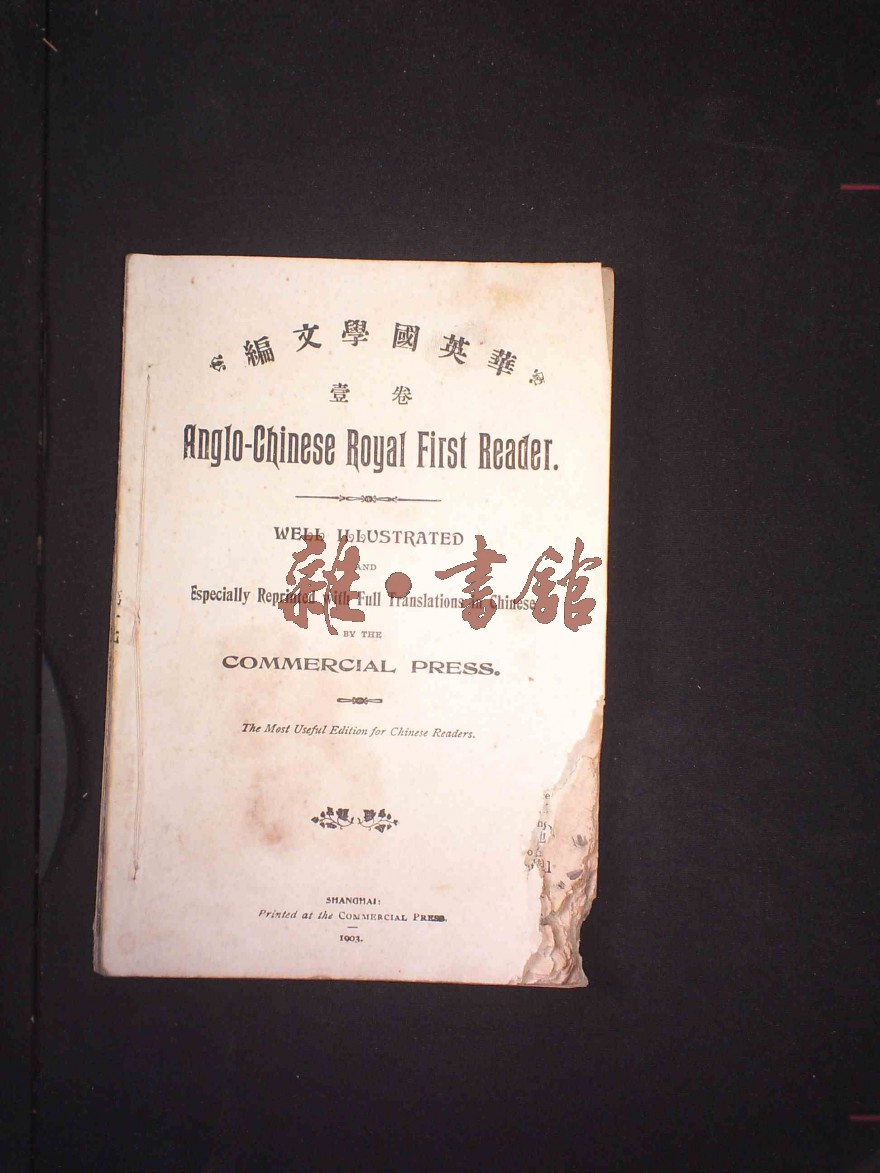 華英國學文編
卷壹
Anglo-Chinese Royal First Reader.
WELL ILLUSTRATED
AND
Especially Reprinted with Full Translations in Chinese
BY THE
COMMERCIAL PRESS.
The Most Useful Edition for Chinese Readers.
SHANGHAI:
Printed at the COMMERCIAL PRESS.
1903.
雜·書館